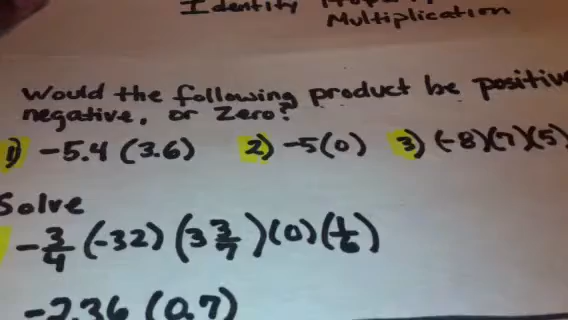 Identity
Multiplication
Would the following product be positive
negative, or Zero?
1) -5.4 (3.6) 2) -5(0) 3) (-8)(7)(5)
Solve
-3/4 (-32) (3 3/7)(0)(1/6)
-2.36 (0.7)